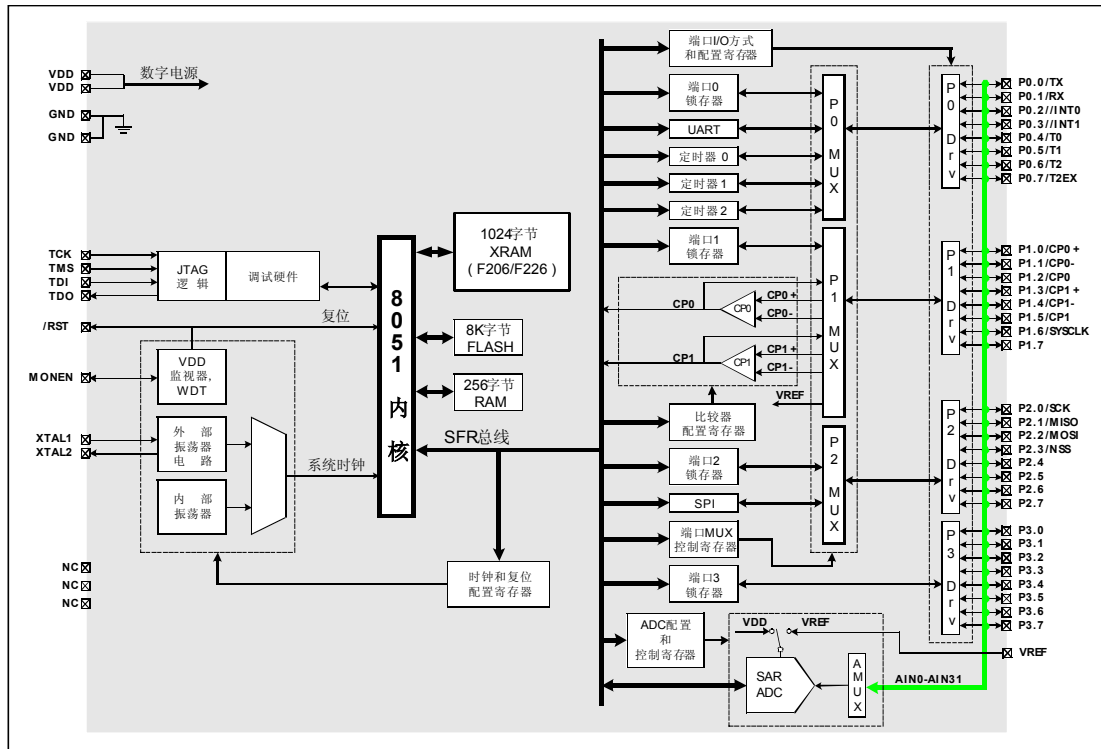 VDD
VDD
数字电源
GND
GND
TCK
TMS
TDI
TDO
JTAG
逻辑
调试硬件
/RST
复位
VDD
监视器,
WDT
MONEN
XTAL1
XTAL2
外 部
振荡器
电 路
内 部
振荡器
系统时钟
NC
NC
NC
8051
内
核
1024字节
XRAM
( F206/F226 )
8K字节
FLASH
256字节
RAM
SFR总线
时钟和复位
配置寄存器
端口I/O方式
和配置寄存器
端口0
锁存器
UART
定时器 0
定时器 1
定时器 2
端口1
锁存器
CP0
CP0
CP0+
CP0-
CP1
CP1
CP1+
CP1-
VREF
比较器
配置寄存器
端口2
锁存器
SPI
端口MUX
控制寄存器
端口3
锁存器
ADC配置
和
控制寄存器
VDD
VREF
SAR
ADC
AMUX
AIN0-AIN31
P0 MUX
P1 MUX
P2 MUX
P0 Drv
P1 Drv
P2 Drv
P3 Drv
P0.0/TX
P0.1/RX
P0.2//INT0
P0.3//INT1
P0.4/T0
P0.5/T1
P0.6/T2
P0.7/T2EX
P1.0/CP0+
P1.1/CP0-
P1.2/CP0
P1.3/CP1+
P1.4/CP1-
P1.5/CP1
P1.6/SYSCLK
P1.7
P2.0/SCK
P2.1/MISO
P2.2/MOSI
P2.3/NSS
P2.4
P2.5
P2.6
P2.7
P3.0
P3.1
P3.2
P3.3
P3.4
P3.5
P3.6
P3.7
VREF